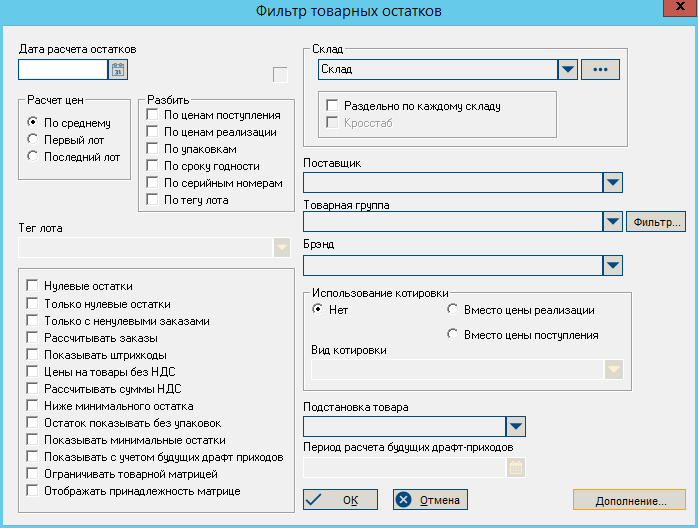 Фильтр товарных остатков
Дата расчета остатков
31
Расчет цен
По среднему
Первый лот
Последний лот
Разбить
По ценам поступления
По ценам реализации
По упаковкам
По сроку годности
По серийным номерам
По тегу лота
Тег лота
Нулевые остатки
Только нулевые остатки
Только с ненулевыми заказами
Рассчитывать заказы
Показывать штрихкоды
Цены на товары без НДС
Рассчитывать суммы НДС
Ниже минимального остатка
Остаток показывать без упаковок
Показывать минимальные остатки
Показывать с учетом будущих драфт приходов
Ограничивать товарной матрицей
Отображать принадлежность матрице
Склад
Склад
Раздельно по каждому складу
Кросстаб
Поставщик
Товарная группа
Фильтр...
Брэнд
Использование котировки
Нет
Вместо цены реализации
Вместо цены поступления
Вид котировки
Подстановка товара
Период расчета будущих драфт-приходов
ОК
Отмена
Дополнение...